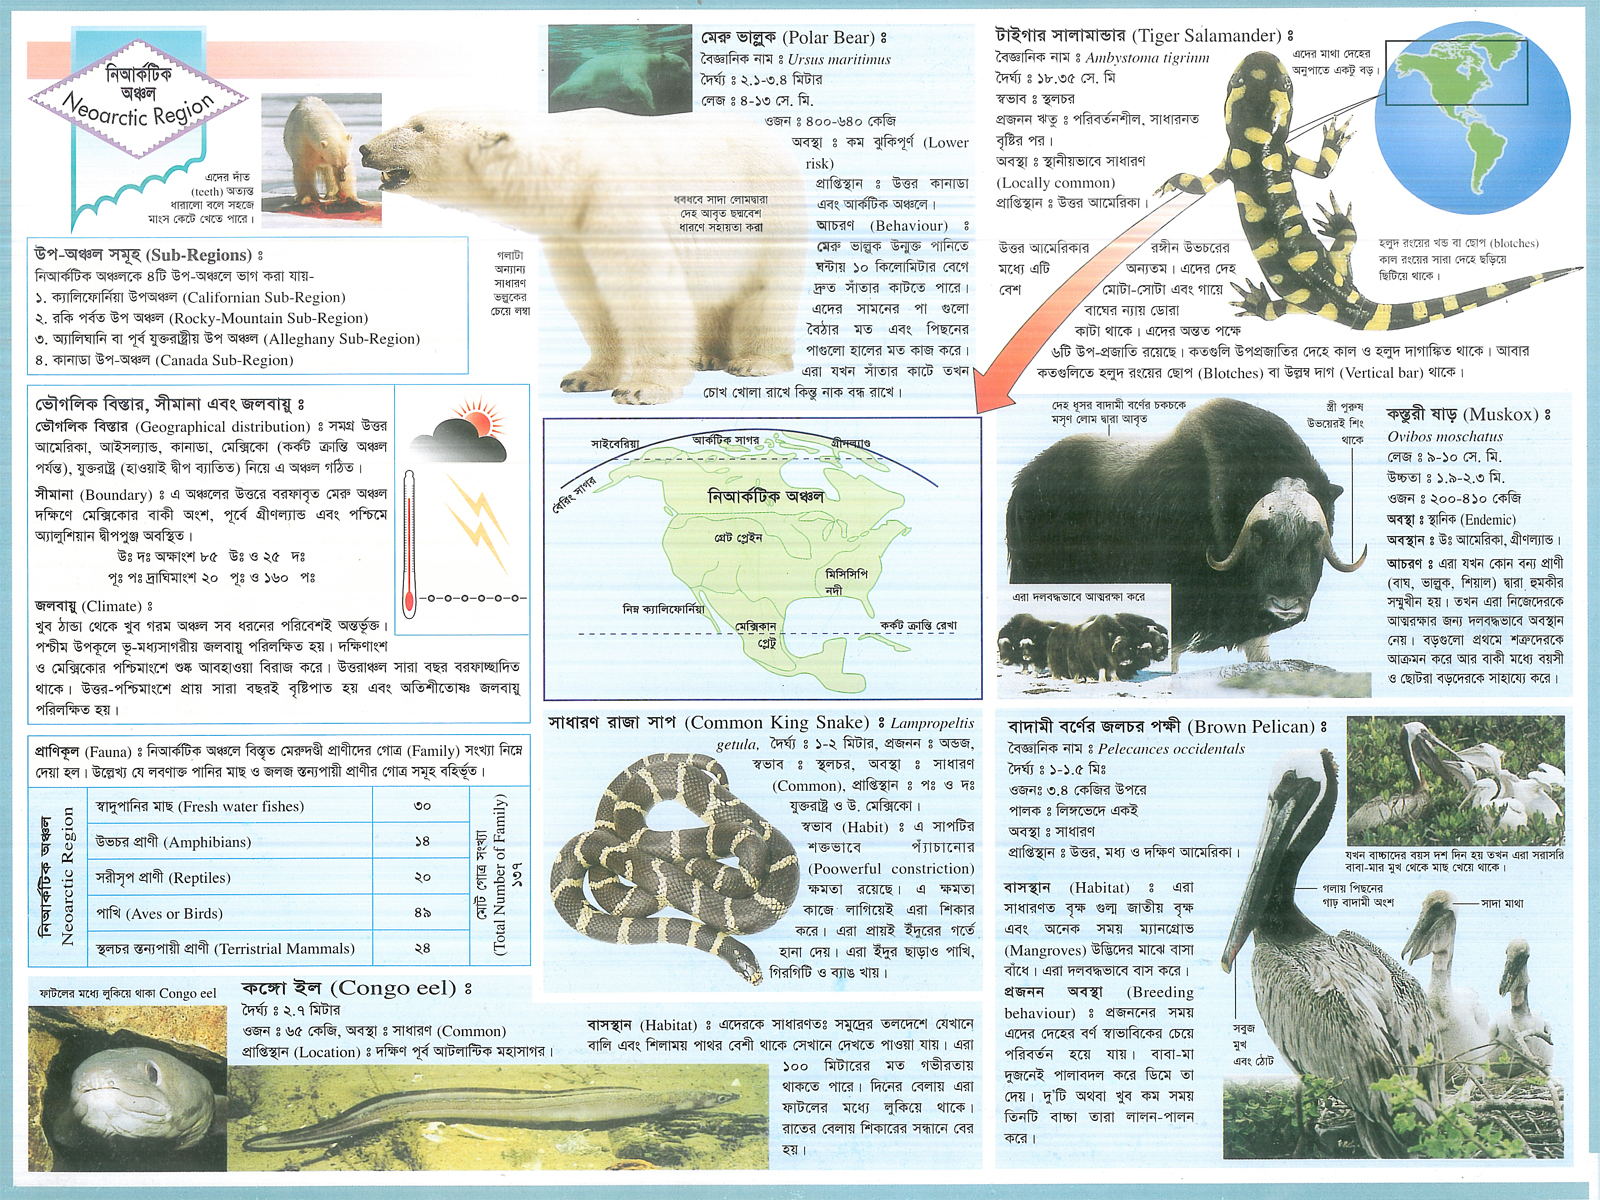 নিআর্কটিক
অঞ্চল
Neoarctic Region
এদের দাঁত
(teeth) অত্যন্ত
ধারালো বলে সহজে
মাংস কেটে খেতে পারে।
উপ-অঞ্চল সমূহ (Sub-Regions) ঃ
নিআর্কটিক অঞ্চলকে ৪টি উপ-অঞ্চলে ভাগ করা যায়-
১. ক্যালিফোর্নিয়া উপঅঞ্চল (Californian Sub-Region)
২. রকি পর্বত উপ অঞ্চল (Rocky-Mountain Sub-Region)
৩. অ্যালিঘানি বা পূর্ব যুক্তরাষ্ট্রীয় উপ অঞ্চল (Alleghany Sub-Region)
৪. কানাডা উপ-অঞ্চল (Canada Sub-Region)
ভৌগলিক বিস্তার, সীমানা এবং জলবায়ু ঃ
ভৌগলিক বিস্তার (Geographical distribution) ঃ সমগ্র উত্তর
আমেরিকা, আইসল্যান্ড, কানাডা, মেক্সিকো (কর্কট ক্রান্তি অঞ্চল
পর্যন্ত), যুক্তরাষ্ট্র (হাওয়াই দ্বীপ ব্যাতিত) নিয়ে এ অঞ্চল গঠিত।
সীমানা (Boundary) ঃ এ অঞ্চলের উত্তরে বরফাবৃত মেরু অঞ্চল
দক্ষিণে মেক্সিকোর বাকী অংশ, পূর্বে গ্রীণল্যান্ড এবং পশ্চিমে
অ্যালুশিয়ান দ্বীপপুঞ্জ অবস্থিত।
উঃ দঃ অক্ষাংশ ৮৫ উঃ ও ২৫ দঃ
পূঃ পঃ দ্রাঘিমাংশ ২০ পূঃ ও ১৬০ পঃ
জলবায়ু (Climate) ঃ
খুব ঠান্ডা থেকে খুব গরম অঞ্চল সব ধরনের পরিবেশই অন্তর্ভূক্ত।
পশ্চীম উপকূলে ভূ-মধ্যসাগরীয় জলবায়ু পরিলক্ষিত হয়। দক্ষিণাংশ
ও মেক্সিকোর পশ্চিমাংশে শুষ্ক আবহাওয়া বিরাজ করে। উত্তরাঞ্চল সারা বছর বরফাচ্ছাদিত
থাকে। উত্তর-পশ্চিমাংশে প্রায় সারা বছরই বৃষ্টিপাত হয় এবং অতিশীতোষ্ণ জলবায়ু
পরিলক্ষিত হয়।
প্রাণিকূল (Fauna) ঃ নিআর্কটিক অঞ্চলে বিস্তৃত মেরুদণ্ডী প্রাণীদের গোত্র (Family) সংখ্যা নিম্নে
দেয়া হল। উল্লেখ্য যে লবণাক্ত পানির মাছ ও জলজ স্তন্যপায়ী প্রাণীর গোত্র সমূহ বহির্ভূত।
নিআর্কটিক অঞ্চল
Neoarctic Region
স্বাদুপানির মাছ (Fresh water fishes) ৩০
উভচর প্রাণী (Amphibians) ১৪
সরীসৃপ প্রাণী (Reptiles) ২০
পাখি (Aves or Birds) ৪৯
স্থলচর স্তন্যপায়ী প্রাণী (Terristrial Mammals) ২৪
মোট গোত্র সংখ্যা
(Total Number of Family)
১৩৭
ফাটলের মধ্যে লুকিয়ে থাকা Congo eel
কঙ্গো ইল (Congo eel) ঃ
দৈর্ঘ্য ঃ ২.৭ মিটার
ওজন ঃ ৬৫ কেজি, অবস্থা ঃ সাধারণ (Common)
প্রাপ্তিস্থান (Location) ঃ দক্ষিণ পূর্ব আটলান্টিক মহাসাগর।
বাসস্থান (Habitat) ঃ এদেরকে সাধারণতঃ সমুদ্রের তলদেশে যেখানে
বালি এবং শিলাময় পাথর বেশী থাকে সেখানে দেখতে পাওয়া যায়। এরা
১০০ মিটারের মত গভীরতায়
থাকতে পারে। দিনের বেলায় এরা
ফাটলের মধ্যে লুকিয়ে থাকে।
রাতের বেলায় শিকারের সন্ধানে বের
হয়।
মেরু ভাল্লুক (Polar Bear) ঃ
বৈজ্ঞানিক নাম ঃ Ursus maritimus
দৈর্ঘ্য ঃ ২.১-৩.৪ মিটার
লেজ ঃ ৪-১৩ সে. মি.
ওজন ঃ ৪০০-৬৪০ কেজি
অবস্থা ঃ কম ঝুকিপূর্ণ (Lower
risk)
প্রাপ্তিস্থান ঃ উত্তর কানাডা
এবং আর্কটিক অঞ্চলে।
আচরণ (Behaviour) ঃ
মেরু ভাল্লুক উন্মুক্ত পানিতে
ঘন্টায় ১০ কিলোমিটার বেগে
দ্রুত সাঁতার কাটতে পারে।
এদের সামনের পা গুলো
বৈঠার মত এবং পিছনের
পাগুলো হালের মত কাজ করে।
এরা যখন সাঁতার কাটে তখন
চোখ খোলা রাখে কিন্তু নাক বন্ধ রাখে।
ধবধবে সাদা লোমদ্বারা
দেহ আবৃত ছদ্মবেশ
ধারণে সহায়তা করা
গলাটা
অন্যান্য
সাধারণ
ভল্লুকের
চেয়ে লম্বা
সাইবেরিয়া
আর্কটিক সাগর
গ্রীনল্যাণ্ড
বেরিং সাগর
নিআর্কটিক অঞ্চল
গ্রেট প্লেইন
মিসিসিপি
নদী
নিম্ন ক্যালিফোর্নিয়া
মেক্সিকান
প্লেটু
কর্কট ক্রান্তি রেখা
সাধারণ রাজা সাপ (Common King Snake) ঃ Lampropeltis
getula, দৈর্ঘ্য ঃ ১-২ মিটার, প্রজনন ঃ অন্ডজ,
স্বভাব ঃ স্থলচর, অবস্থা ঃ সাধারণ
(Common), প্রাপ্তিস্থান ঃ পঃ ও দঃ
যুক্তরাষ্ট্র ও উ. মেক্সিকো।
স্বভাব (Habit) ঃ এ সাপটির
শক্তভাবে প্যাঁচানোর
(Poowerful constriction)
ক্ষমতা রয়েছে। এ ক্ষমতা
কাজে লাগিয়েই এরা শিকার
করে। এরা প্রায়ই ইঁদুরের গর্তে
হানা দেয়। এরা ইঁদুর ছাড়াও পাখি,
গিরগিটি ও ব্যাঙ খায়।
টাইগার সালামান্ডার (Tiger Salamander) ঃ
বৈজ্ঞানিক নাম ঃ Ambystoma tigrinm
দৈর্ঘ্য ঃ ১৮.৩৫ সে. মি
স্বভাব ঃ স্থলচর
প্রজনন ঋতু ঃ পরিবর্তনশীল, সাধারনত
বৃষ্টির পর।
অবস্থা ঃ স্থানীয়ভাবে সাধারণ
(Locally common)
প্রাপ্তিস্থান ঃ উত্তর আমেরিকা।
এদের মাথা দেহের
অনুপাতে একটু বড়।
হলুদ রংয়ের খন্ড বা ছোপ (blotches)
কাল রংয়ের সারা দেহে ছড়িয়ে
ছিটিয়ে থাকে।
উত্তর আমেরিকার রঙ্গীন উভচরের
মধ্যে এটি অন্যতম। এদের দেহ
বেশ মোটা-সোটা এবং গায়ে
বাঘের ন্যায় ডোরা
কাটা থাকে। এদের অন্তত পক্ষে
৬টি উপ-প্রজাতি রয়েছে। কতগুলি উপপ্রজাতির দেহে কাল ও হলুদ দাগাঙ্কিত থাকে। আবার
কতগুলিতে হলুদ রংয়ের ছোপ (Blotches) বা উল্লম্ব দাগ (Vertical bar) থাকে।
দেহ ধূসর বাদামী বর্ণের চকচকে
মসৃণ লোম দ্বারা আবৃত
স্ত্রী পুরুষ
উভয়েরই শিং
থাকে
এরা দলবদ্ধভাবে আত্মরক্ষা করে
কস্তুরী ষাড় (Muskox) ঃ
Ovibos moschatus
লেজ ঃ ৯-১০ সে. মি.
উচ্চতা ঃ ১.৯-২.৩ মি.
ওজন ঃ ২০০-৪১০ কেজি
অবস্থা ঃ স্থানিক (Endemic)
অবস্থান ঃ উঃ আমেরিকা, গ্রীণল্যান্ড।
আচরণ ঃ এরা যখন কোন বন্য প্রাণী
(বাঘ, ভাল্লুক, শিয়াল) দ্বারা হুমকীর
সম্মুখীন হয়। তখন এরা নিজেদেরকে
আত্মরক্ষার জন্য দলবদ্ধভাবে অবস্থান
নেয়। বড়গুলো প্রথমে শত্রুদেরকে
আক্রমন করে আর বাকী মধ্যে বয়সী
ও ছোটরা বড়দেরকে সাহায্যে করে।
বাদামী বর্ণের জলচর পক্ষী (Brown Pelican) ঃ
বৈজ্ঞানিক নাম ঃ Pelecances occidentals
দৈর্ঘ্য ঃ ১-১.৫ মিঃ
ওজনঃ ৩.৪ কেজির উপরে
পালক ঃ লিঙ্গভেদে একই
অবস্থা ঃ সাধারণ
প্রাপ্তিস্থান ঃ উত্তর, মধ্য ও দক্ষিণ আমেরিকা।
বাসস্থান (Habitat) ঃ এরা
সাধারণত বৃক্ষ গুল্ম জাতীয় বৃক্ষ
এবং অনেক সময় ম্যানগ্রোভ
(Mangroves) উদ্ভিদের মাঝে বাসা
বাঁধে। এরা দলবদ্ধভাবে বাস করে।
প্রজনন অবস্থা (Breeding
behaviour) ঃ প্রজননের সময়
এদের দেহের বর্ণ স্বাভাবিকের চেয়ে
পরিবর্তন হয়ে যায়। বাবা-মা
দুজনেই পালাবদল করে ডিমে তা
দেয়। দু'টি অথবা খুব কম সময়
তিনটি বাচ্চা তারা লালন-পালন
করে।
যখন বাচ্চাদের বয়স দশ দিন হয় তখন এরা সরাসরি
বাবা-মার মুখ থেকে মাছ খেয়ে থাকে।
গলায় পিছনের
গাঢ় বাদামী অংশ
সাদা মাথা
সবুজ
মুখ
এবং ঠোট